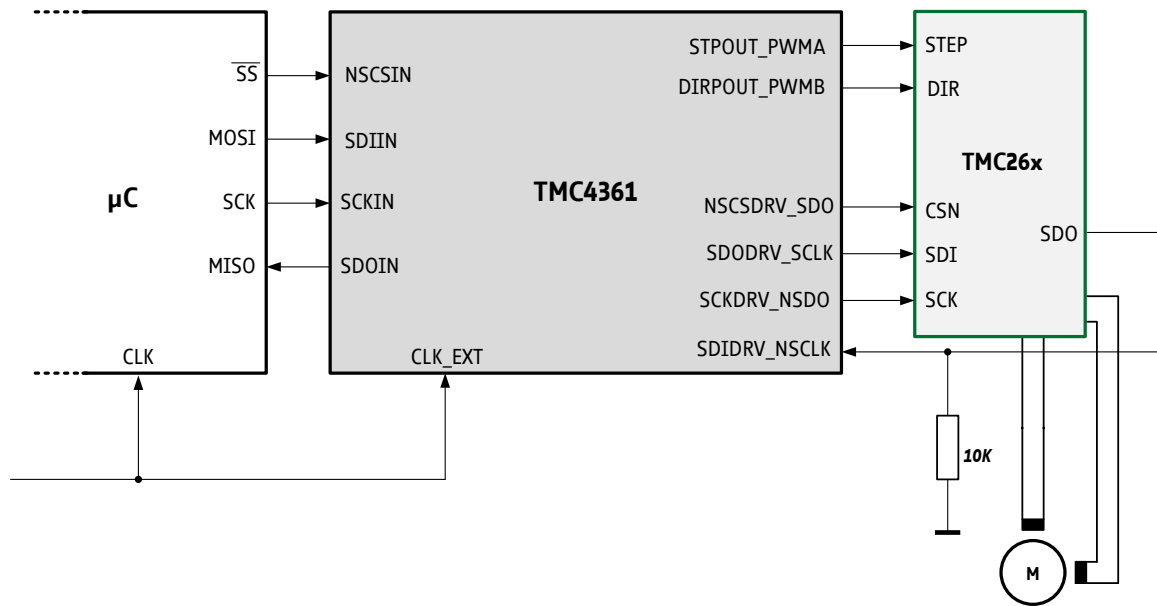 STPOUT_PWMA
STEP
SS
NSCSIN
DIRPOUT_PWMB
DIR
MOSI
SDIIN
TMC26x
µC
TMC4361
SCK
SCKIN
NSCSDRV_SDO
CSN
SDO
MISO
SDOIN
SDODRV_SCLK
SDI
SCKDRV_NSDO
SCK
CLK
CLK_EXT
SDIDRV_NSCLK
10K
M